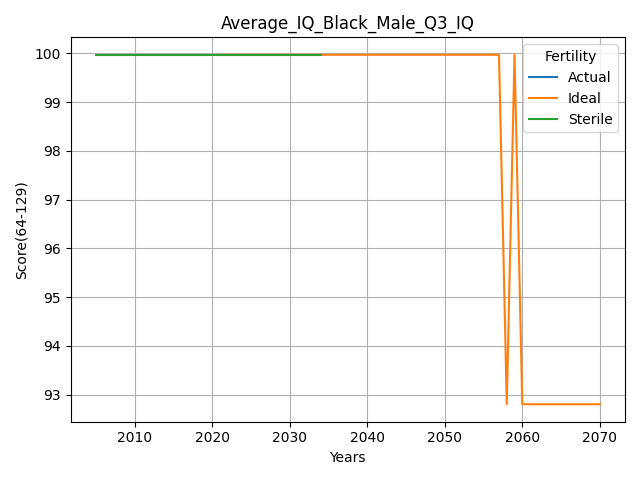 Average_IQ_Black_Male_Q3_IQ
Score(64-129)
100
99
98
97
96
95
94
93
Fertility
Actual
Ideal
Sterile
2010 2020 2030 2040 2050 2060 2070
Years